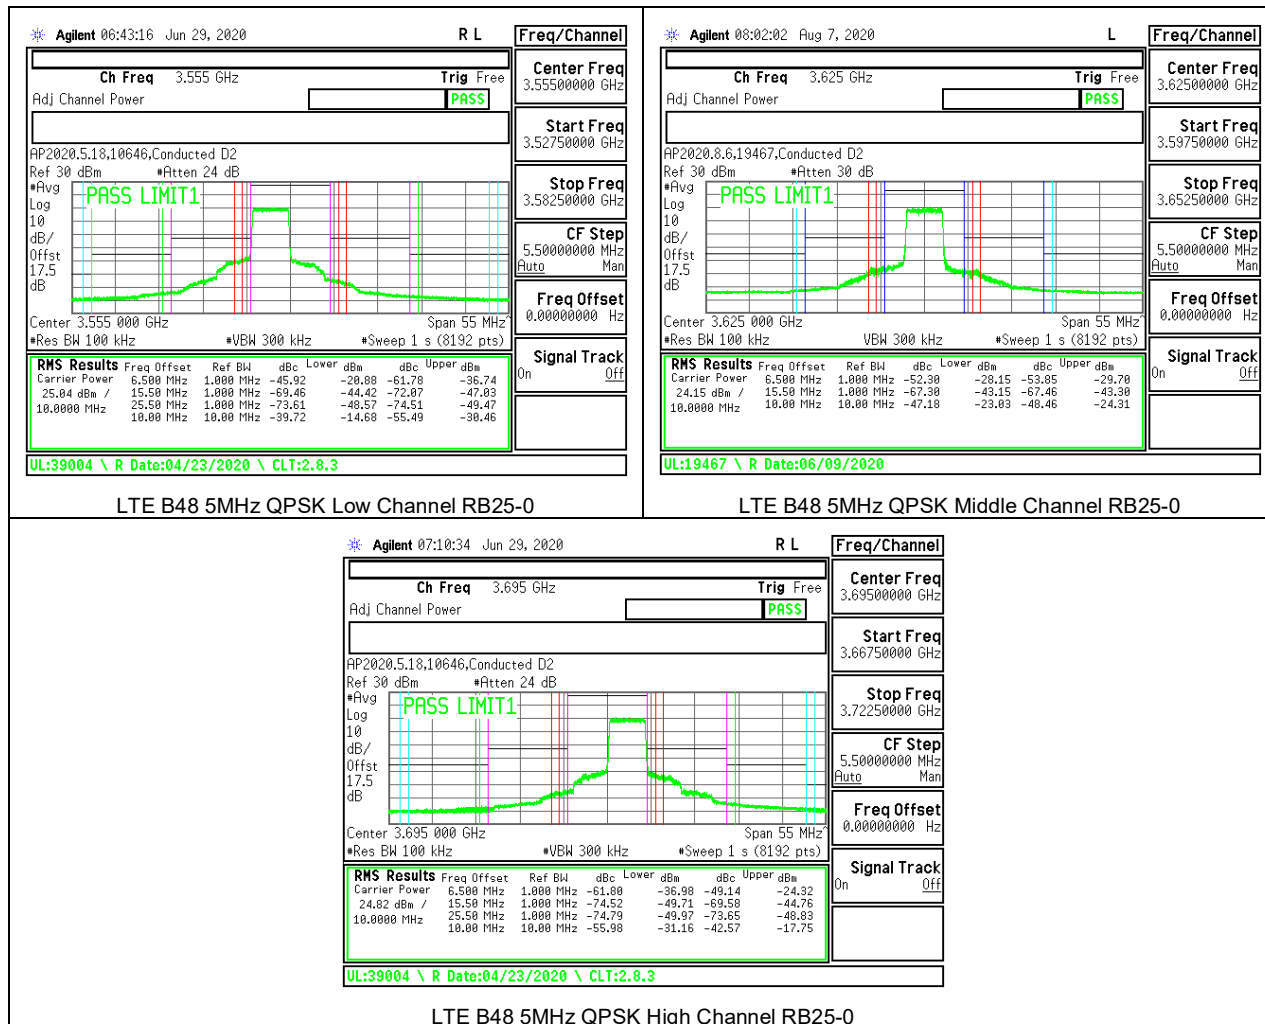 Agilent 06:43:16 Jun 29, 2020 R L
Freq/Channel
Ch Freq 3.555 GHz Trig Free
Adj Channel Power PASS
AP2020.5.18,10646,Conducted D2
Ref 30 dBm #Atten 24 dB
#Avg
Log
10
dB/
Offst
17.5
dB
PASS LIMIT1
Center 3.555 000 GHz Span 55 MHz^
#Res BW 100 kHz #VBW 300 kHz #Sweep 1 s (8192 pts)
RMS Results Freq Offset Ref BW dBc Lower dBm dBc Upper dBm
Carrier Power 6.500 MHz 1.000 MHz -45.92 -20.88 -61.78 -36.74
25.04 dBm / 15.50 MHz 1.000 MHz -69.46 -44.42 -72.07 -47.03
10.0000 MHz 25.50 MHz 1.000 MHz -73.61 -48.57 -74.51 -49.47
10.00 MHz 10.00 MHz -39.72 -14.68 -55.49 -30.46
UL:39004 \ R Date:04/23/2020 \ CLT:2.8.3
Center Freq
3.55500000 GHz
Start Freq
3.52750000 GHz
Stop Freq
3.58250000 GHz
CF Step
5.50000000 MHz
Auto Man
Freq Offset
0.00000000 Hz
Signal Track
On Off
LTE B48 5MHz QPSK Low Channel RB25-0
Agilent 08:02:02 Aug 7, 2020 L
Freq/Channel
Ch Freq 3.625 GHz Trig Free
Adj Channel Power PASS
AP2020.8.6,19467,Conducted D2
Ref 30 dBm #Atten 30 dB
#Avg
Log
10
dB/
Offst
17.5
dB
PASS LIMIT1
Center 3.625 000 GHz Span 55 MHz^
#Res BW 100 kHz VBW 300 kHz #Sweep 1 s (8192 pts)
RMS Results Freq Offset Ref BW dBc Lower dBm dBc Upper dBm
Carrier Power 6.500 MHz 1.000 MHz -52.30 -28.15 -53.85 -29.70
24.15 dBm / 15.50 MHz 1.000 MHz -67.30 -43.15 -67.46 -43.30
10.0000 MHz 10.00 MHz 10.00 MHz -47.18 -23.03 -48.46 -24.31
UL:19467 \ R Date:06/09/2020
Center Freq
3.62500000 GHz
Start Freq
3.59750000 GHz
Stop Freq
3.65250000 GHz
CF Step
5.50000000 MHz
Auto Man
Freq Offset
0.00000000 Hz
Signal Track
On Off
LTE B48 5MHz QPSK Middle Channel RB25-0
Agilent 07:10:34 Jun 29, 2020 R L
Freq/Channel
Ch Freq 3.695 GHz Trig Free
Adj Channel Power PASS
AP2020.5.18,10646,Conducted D2
Ref 30 dBm #Atten 24 dB
#Avg
Log
10
dB/
Offst
17.5
dB
PASS LIMIT1
Center 3.695 000 GHz Span 55 MHz^
#Res BW 100 kHz #VBW 300 kHz #Sweep 1 s (8192 pts)
RMS Results Freq Offset Ref BW dBc Lower dBm dBc Upper dBm
Carrier Power 6.500 MHz 1.000 MHz -61.80 -36.98 -49.14 -24.32
24.82 dBm / 15.50 MHz 1.000 MHz -74.52 -49.71 -69.58 -44.76
10.0000 MHz 25.50 MHz 1.000 MHz -74.79 -49.97 -73.65 -48.83
10.00 MHz 10.00 MHz -55.98 -31.16 -42.57 -17.75
UL:39004 \ R Date:04/23/2020 \ CLT:2.8.3
Center Freq
3.69500000 GHz
Start Freq
3.66750000 GHz
Stop Freq
3.72250000 GHz
CF Step
5.50000000 MHz
Auto Man
Freq Offset
0.00000000 Hz
Signal Track
On Off
LTE B48 5MHz QPSK High Channel RB25-0